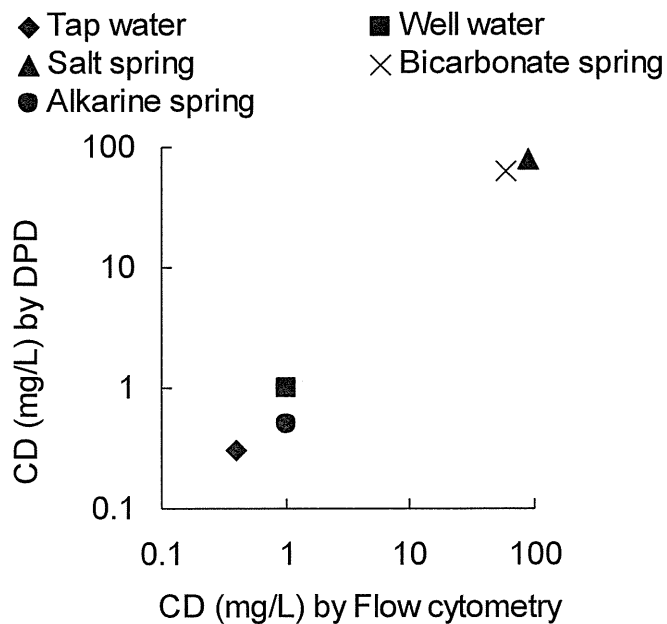 Tap water
Well water
Salt spring
Bicarbonate spring
Alkarine spring
100
10
1
0.1
CD (mg/L) by DPD
0.1 1 10 100
CD (mg/L) by Flow cytometry